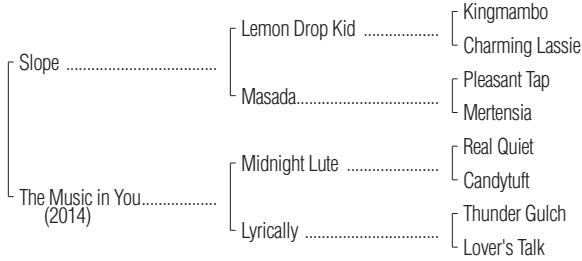 Kingmambo
Lemon Drop Kid ..................
Charming Lassie
Slope ....................................
Pleasant Tap
Masada..................................
Mertensia
Real Quiet
Midnight Lute ......................
Candytuft
The Music in You..................
(2014)
Thunder Gulch
Lyrically ................................
Lover's Talk